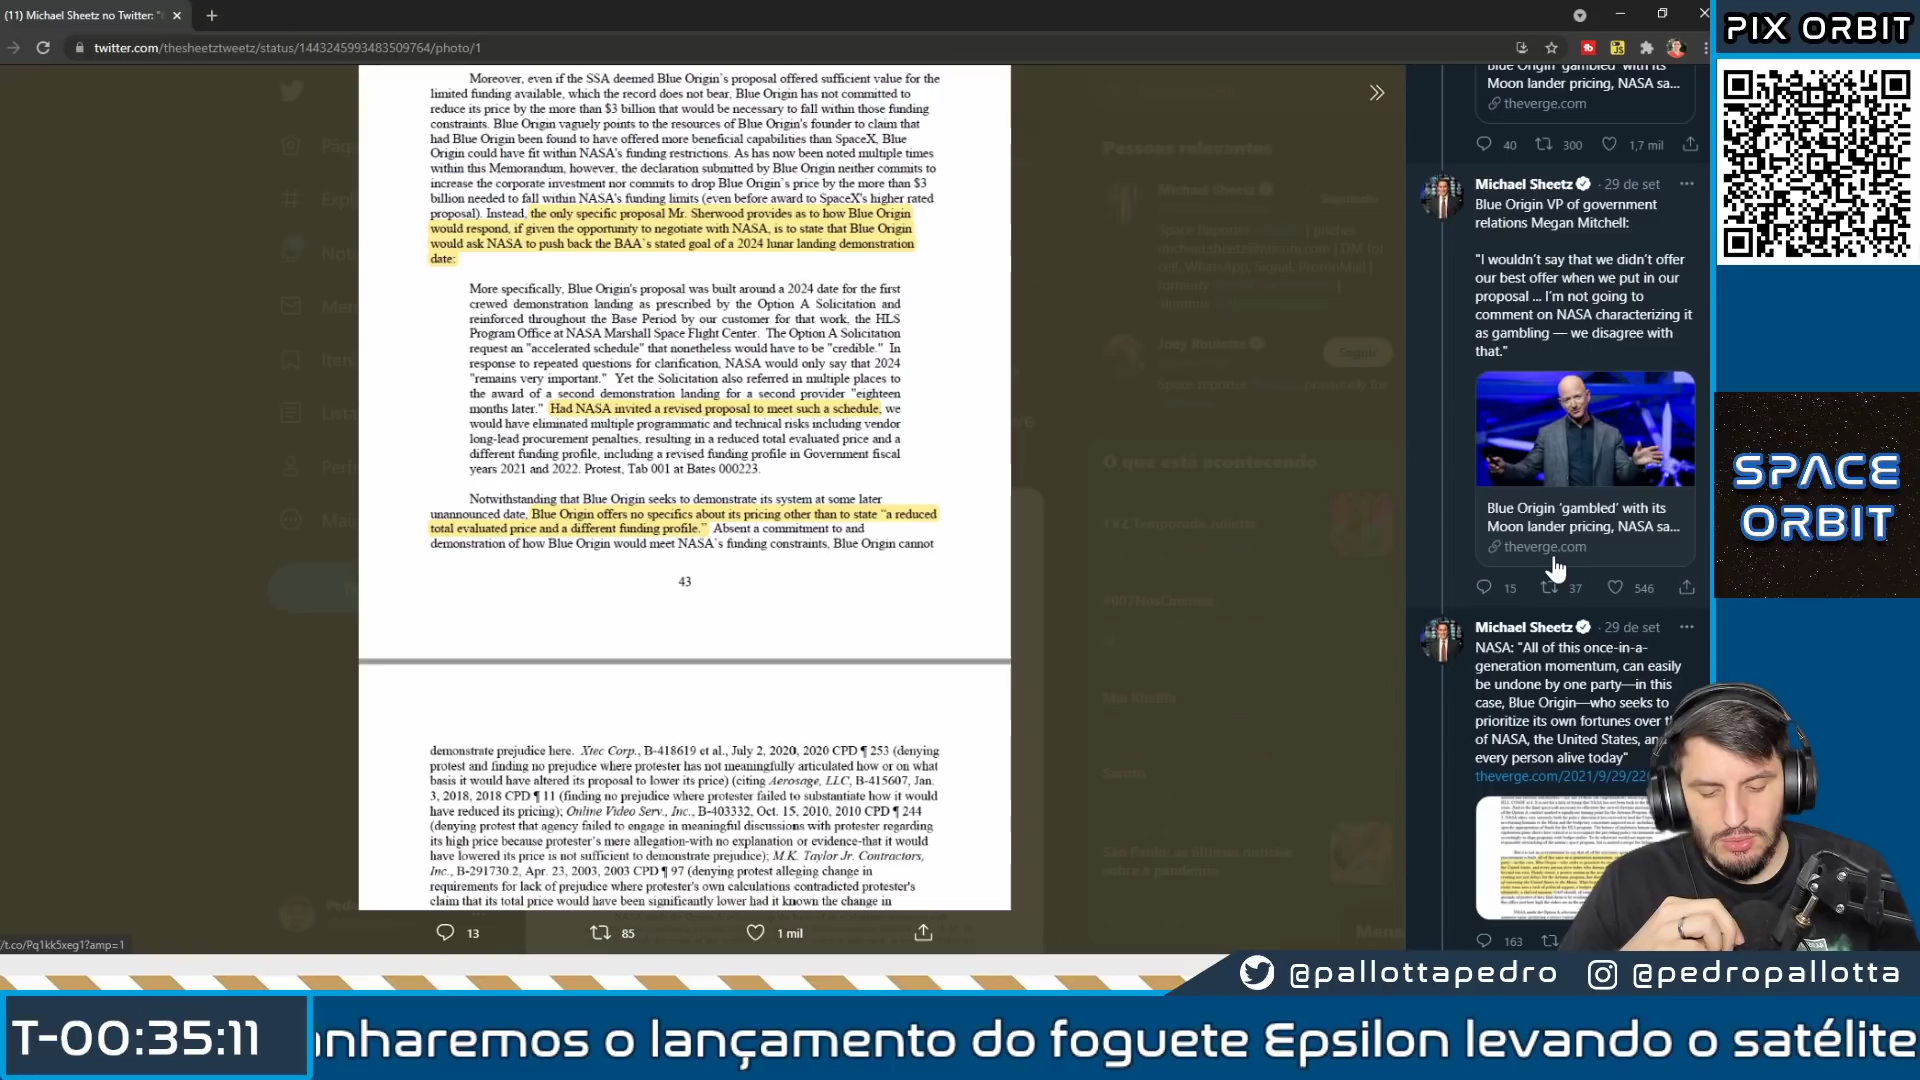 (11) Michael Sheetz no Twitter: "
twitter.com/thesheetztweetz/status/1443245993483509764/photo/1
Moreover, even if the SSA deemed Blue Origin's proposal offered sufficient value for the
limited funding available, which the record does not bear, Blue Origin has not committed to
reduce its price by the more than $3 billion that would be necessary to fall within those funding
constraints. Blue Origin vaguely points to the resources of Blue Origin's founder to claim that
had Blue Origin been found to have offered more beneficial capabilities than SpaceX, Blue
Origin could have fit within NASA's funding restrictions. As has now been noted multiple times
within this Memorandum, however, the declaration submitted by Blue Origin neither commits to
increase the corporate investment nor commits to drop Blue Origin's price by the more than $3
billion needed to fall within NASA's funding limits (even before award to SpaceX's higher rated
proposal). Instead, the only specific proposal Mr. Sherwood provides as to how Blue Origin
would respond, if given the opportunity to negotiate with NASA, is to state that Blue Origin
would ask NASA to push back the BAA's stated goal of a 2024 lunar landing demonstration
date:
More specifically, Blue Origin's proposal was built around a 2024 date for the first
crewed demonstration landing as prescribed by the Option A Solicitation and
reinforced throughout the Base Period by our customer for that work, the HLS
Program Office at NASA Marshall Space Flight Center. The Option A Solicitation
request an "accelerated schedule" that nonetheless would have to be "credible." In
response to repeated questions for clarification, NASA would only say that 2024
"remains very important." Yet the Solicitation also referred in multiple places to
the award of a second demonstration landing for a second provider "eighteen
months later." Had NASA invited a revised proposal to meet such a schedule, we
would have eliminated multiple programmatic and technical risks including vendor
long-lead procurement penalties, resulting in a reduced total evaluated price and a
different funding profile, including a revised funding profile in Government fiscal
years 2021 and 2022. Protest, Tab 001 at Bates 000223.
Notwithstanding that Blue Origin seeks to demonstrate its system at some later
unannounced date, Blue Origin offers no specifics about its pricing other than to state "a reduced
total evaluated price and a different funding profile." Absent a commitment to and
demonstration of how Blue Origin would meet NASA's funding constraints, Blue Origin cannot
43
demonstrate prejudice here. Xtec Corp., B-418619 et al., July 2, 2020, 2020 CPD ¶ 253 (denying
protest and finding no prejudice where protester has not meaningfully articulated how or on what
basis it would have altered its proposal to lower its price) (citing Aerosage, LLC, B-415607, Jan.
3, 2018, 2018 CPD ¶ 11 (finding no prejudice where protester failed to substantiate how it would
have reduced its pricing); Online Video Serv., Inc., B-403332, Oct. 15, 2010, 2010 CPD ¶ 244
(denying protest that agency failed to engage in meaningful discussions with protester regarding
its high price because protester's mere allegation-with no explanation or evidence-that it would
have lowered its price is not sufficient to demonstrate prejudice); M.K. Taylor Jr. Contractors,
Inc., B-291730.2, Apr. 23, 2003, 2003 CPD ¶ 97 (denying protest alleging change in
requirements for lack of prejudice where protester's own calculations contradicted protester's
claim that its total price would have been significantly lower had it known the change in
13 85 1 mil
/t.co/Pq1kk5xeg1?amp=1
Pessoas relevantes
Michael Sheetz
Joey Roulette
Seguir
O que está acontecendo
Blue Origin 'gambled' with its
Moon lander pricing, NASA sa...
theverge.com
40 300 1,7 mil
Michael Sheetz · 29 de set
Blue Origin VP of government
relations Megan Mitchell:
"I wouldn't say that we didn't offer
our best offer when we put in our
proposal ... I'm not going to
comment on NASA characterizing it
as gambling — we disagree with
that."
Blue Origin 'gambled' with its
Moon lander pricing, NASA sa...
theverge.com
15 37 546
Michael Sheetz · 29 de set
NASA: "All of this once-in-a-
generation momentum, can easily
be undone by one party—in this
case, Blue Origin—who seeks to
prioritize its own fortunes over
of NASA, the United States,
every person alive today"
theverge.com/2021/9/29/22
163
PIX ORBIT
SPACE
ORBIT
@pallottapedro @pedropallotta
T-00:35:11
nharemos o lançamento do foguete Epsilon levando o satélite